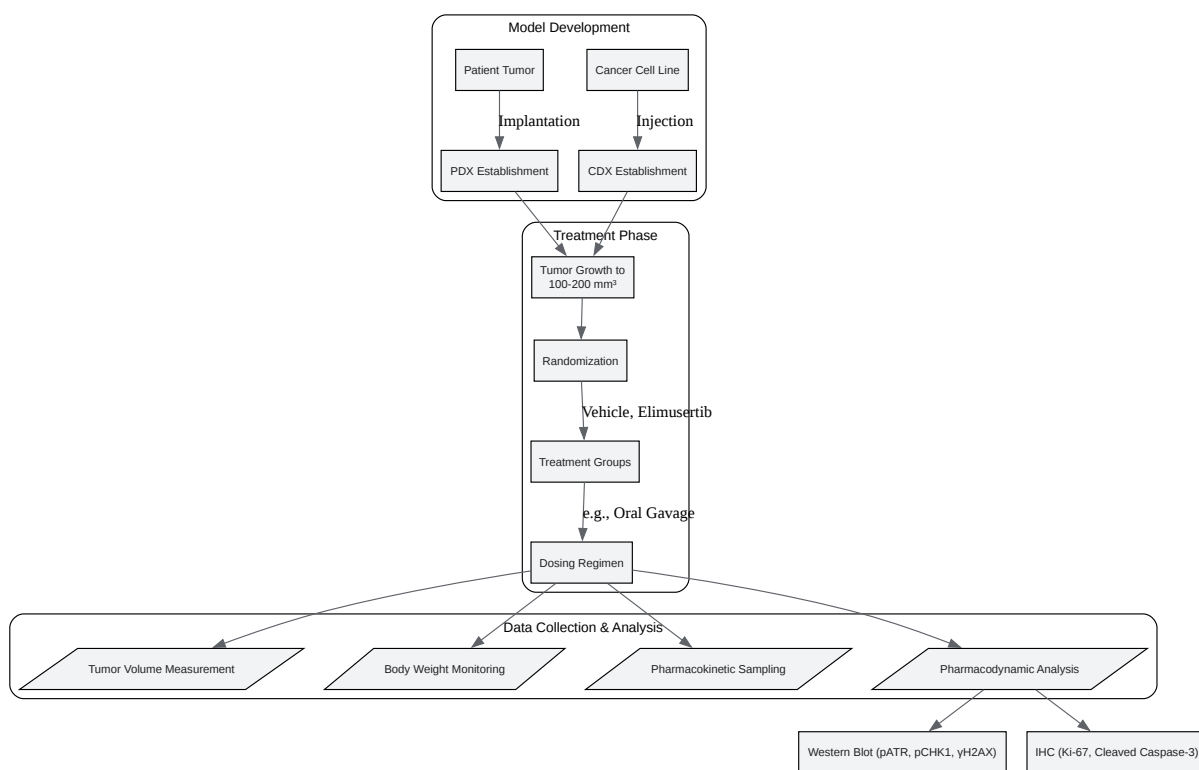 Model Development
Patient Tumor
Cancer Cell Line
Implantation
Injection
PDX Establishment
CDX Establishment
Treatment Phase
Tumor Growth to
100-200 mm³
Randomization
Vehicle, Elimusertib
Treatment Groups
e.g., Oral Gavage
Dosing Regimen
Data Collection & Analysis
Tumor Volume Measurement
Body Weight Monitoring
Pharmacokinetic Sampling
Pharmacodynamic Analysis
Western Blot (pATR, pCHK1, γH2AX)
IHC (Ki-67, Cleaved Caspase-3)